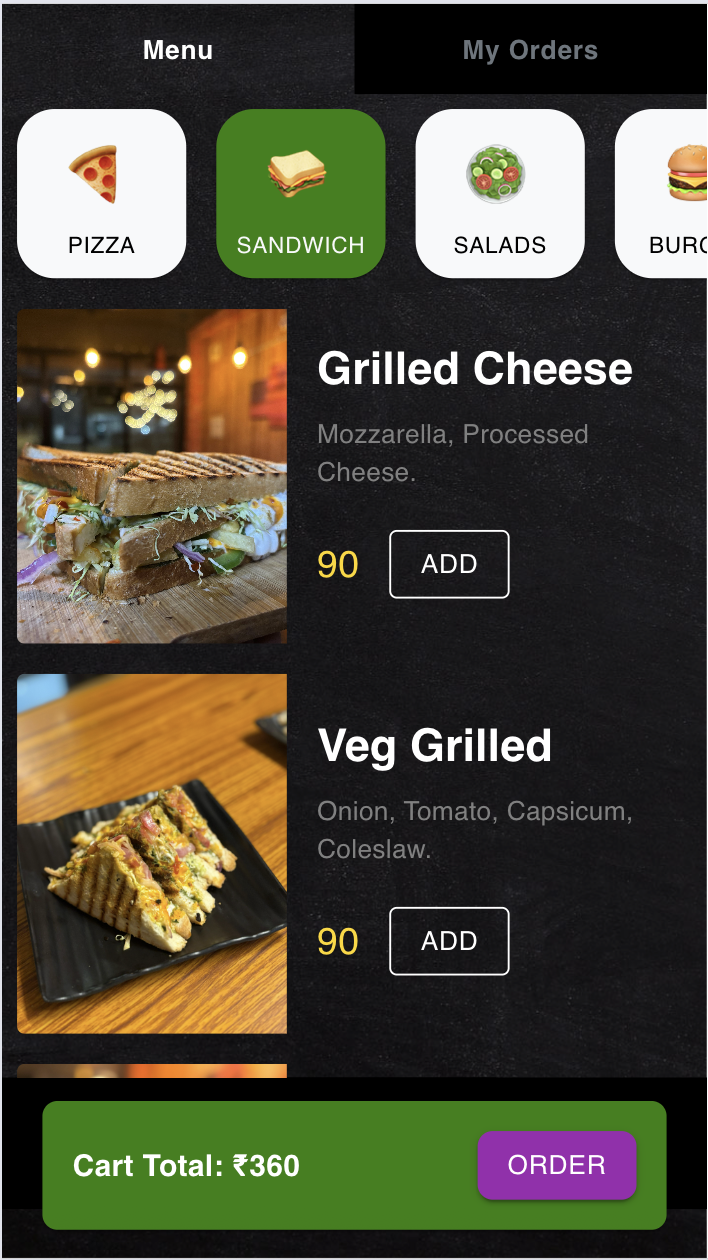 Menu
My Orders
PIZZA
SANDWICH
SALADS
BURG
Grilled Cheese
Mozzarella, Processed
Cheese.
90
ADD
Veg Grilled
Onion, Tomato, Capsicum,
Coleslaw.
90
ADD
Cart Total: ₹360
ORDER